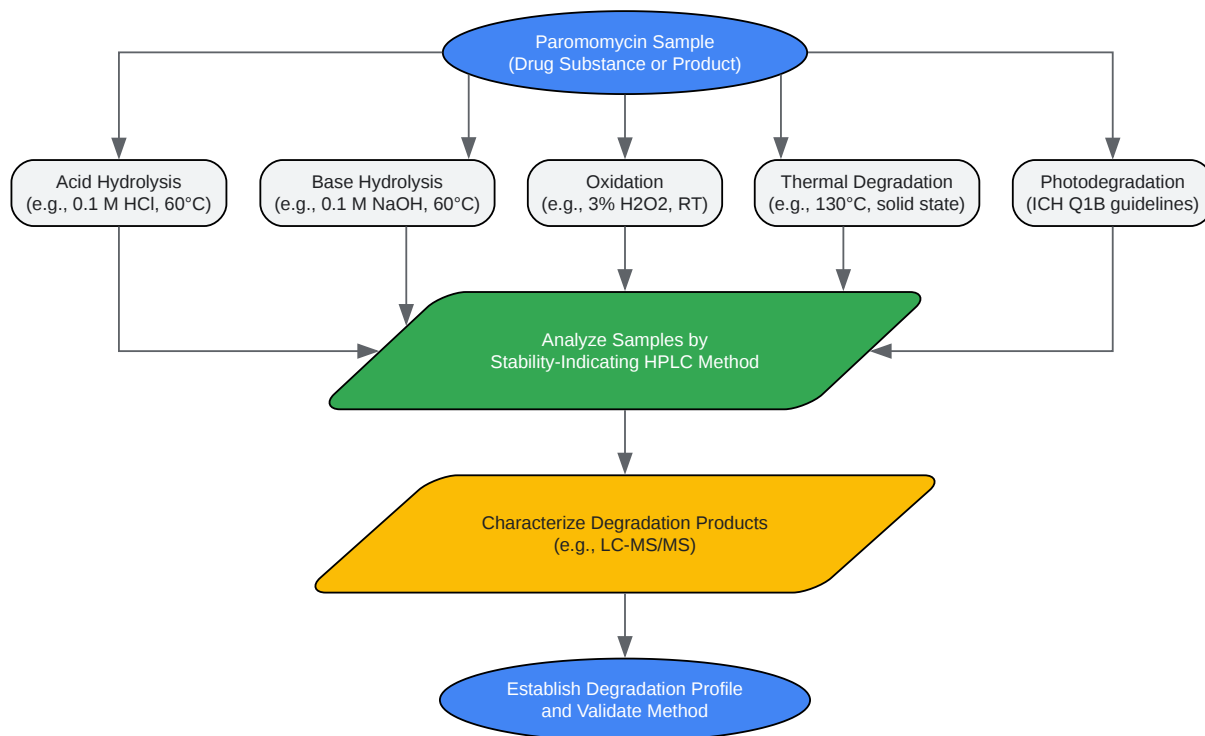 Paromomycin Sample
(Drug Substance or Product)
Acid Hydrolysis
(e.g., 0.1 M HCl, 60°C)
Base Hydrolysis
(e.g., 0.1 M NaOH, 60°C)
Oxidation
(e.g., 3% H2O2, RT)
Thermal Degradation
(e.g., 130°C, solid state)
Photodegradation
(ICH Q1B guidelines)
Analyze Samples by
Stability-Indicating HPLC Method
Characterize Degradation Products
(e.g., LC-MS/MS)
Establish Degradation Profile
and Validate Method